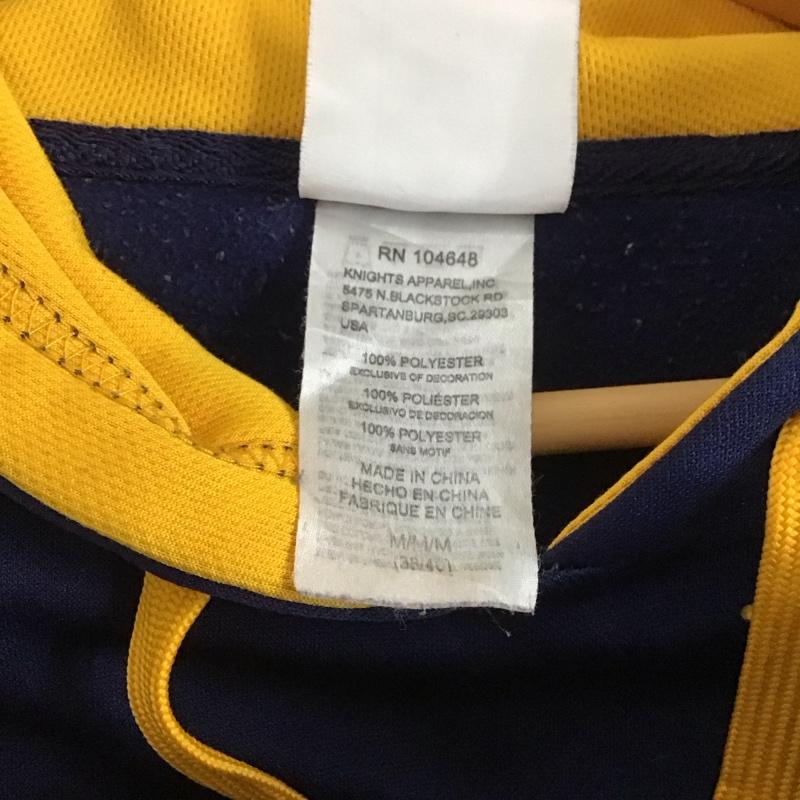 RN 104648
KNIGHTS APPAREL,INC
5475 N.BLACKSTOCK RD
SPARTANBURG,SC.29303
USA
100% POLYESTER
EXCLUSIVE OF DECORATION
100% POLIÉSTER
EXCLUSIVO DE DECORACION
100% POLYESTER
SANS MOTIF
MADE IN CHINA
HECHO EN CHINA
FABRIQUE EN CHINE
M/M/M
(38/40)